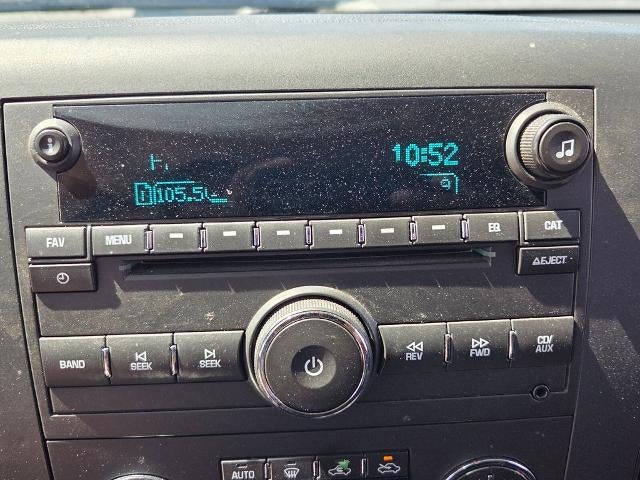 10:52
105.5
FAV MENU EQ CAT
EJECT
BAND SEEK SEEK REV FWD CD/AUX
AUTO